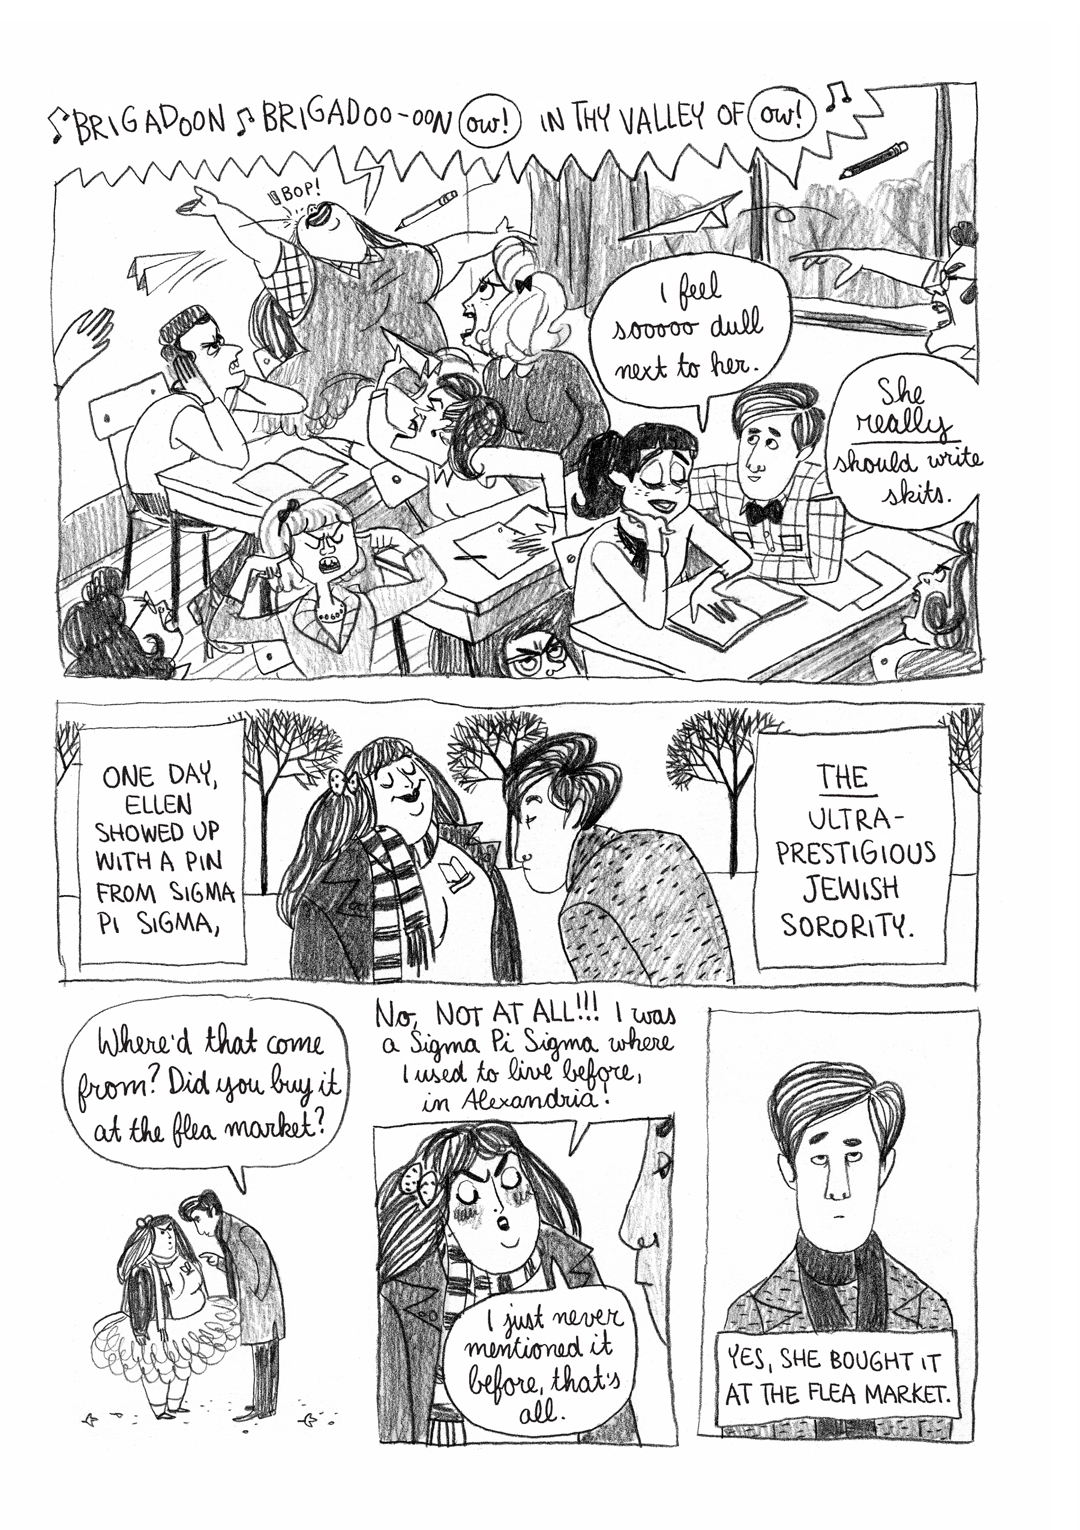 ♪ BRIGADOON ♪ BRIGADOO-OON OW! IN THY VALLEY OF OW! ♫
BOP!
I feel
sooooo dull
next to her.
She
really
should write
skits.
ONE DAY,
ELLEN
SHOWED UP
WITH A PIN
FROM SIGMA
PI SIGMA,
THE
ULTRA-
PRESTIGIOUS
JEWISH
SORORITY.
Where'd that come
from? Did you buy it
at the flea market?
No, NOT AT ALL!!! I was
a Sigma Pi Sigma where
I used to live before,
in Alexandria!
I just never
mentioned it
before, that's
all.
YES, SHE BOUGHT IT
AT THE FLEA MARKET.